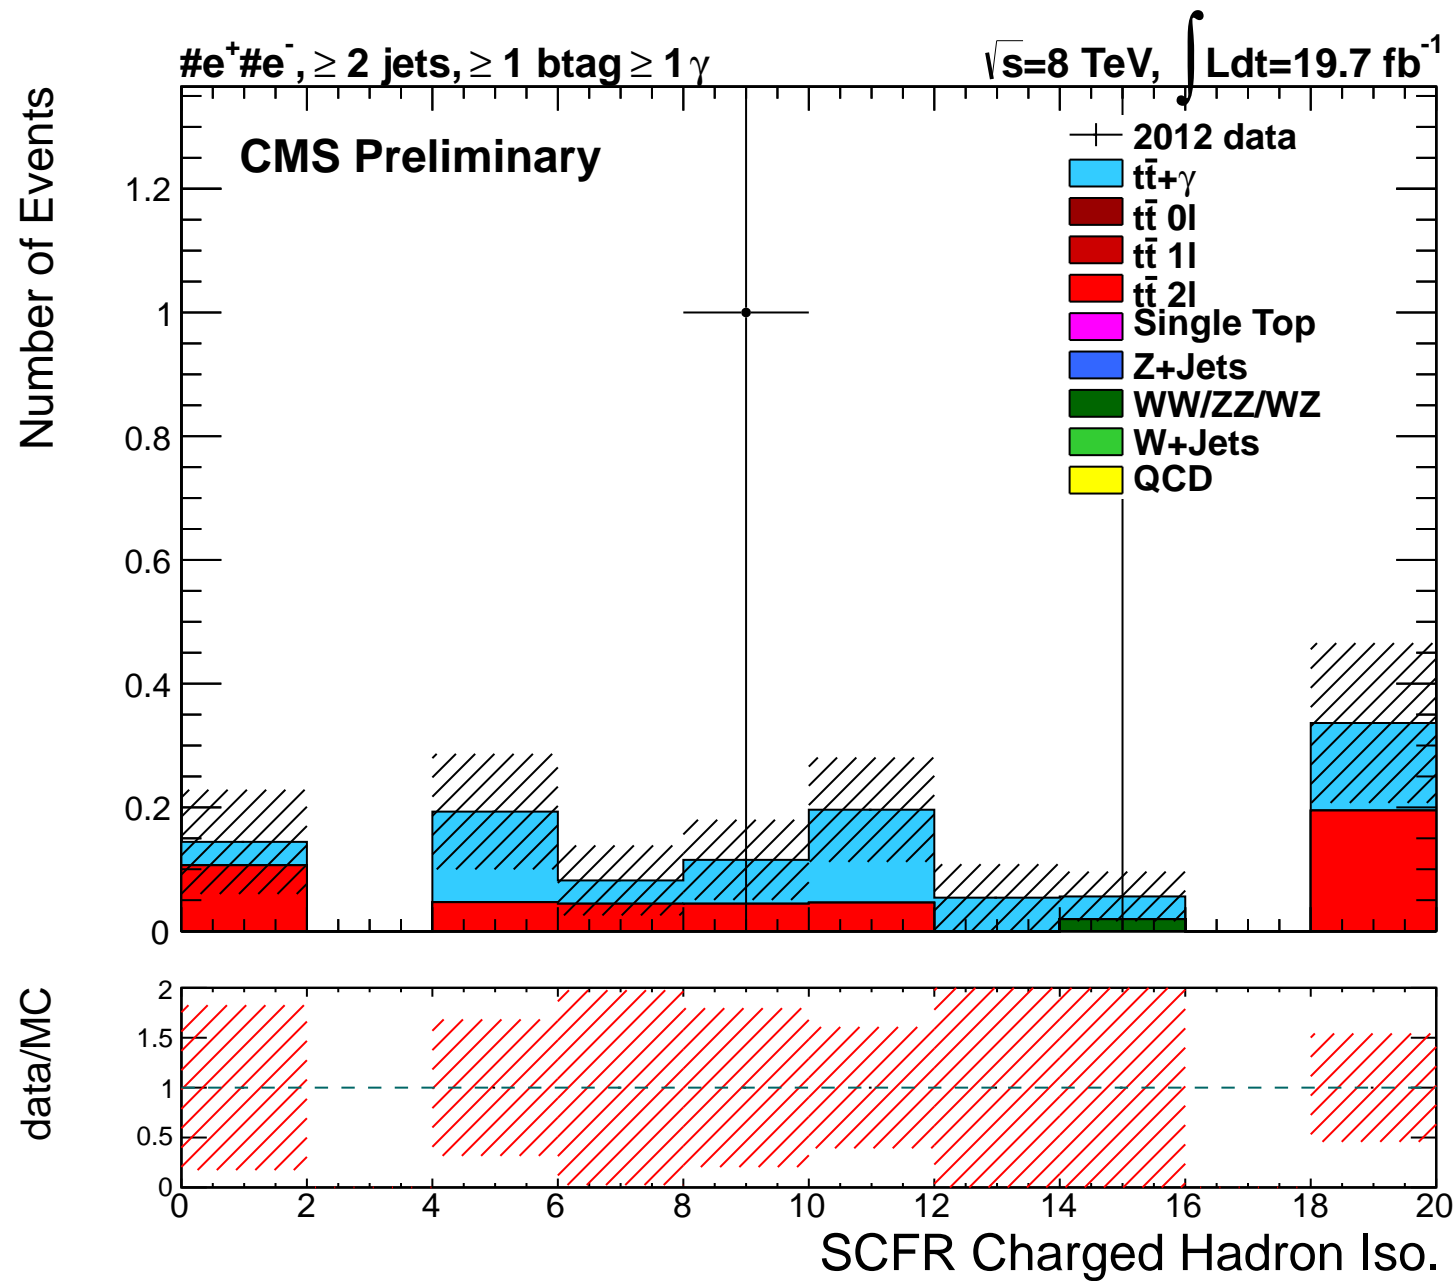 #e⁺#e⁻, ≥ 2 jets, ≥ 1 btag ≥ 1γ
√s=8 TeV, ∫Ldt=19.7 fb⁻¹
CMS Preliminary
2012 data
tt̄+γ
tt̄ 0l
tt̄ 1l
tt̄ 2l
Single Top
Z+Jets
WW/ZZ/WZ
W+Jets
QCD
Number of Events
1.2
1
0.8
0.6
0.4
0.2
0
data/MC
2
1.5
1
0.5
0
0 2 4 6 8 10 12 14 16 18 20
SCFR Charged Hadron Iso.